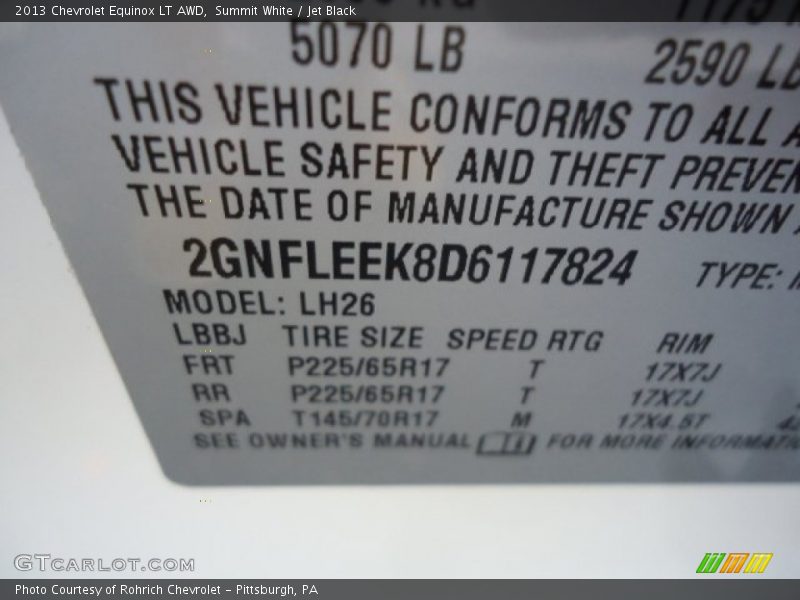 2013 Chevrolet Equinox LT AWD, Summit White / Jet Black
5070 LB 2590 LB
THIS VEHICLE CONFORMS TO ALL
VEHICLE SAFETY AND THEFT PREVEN
THE DATE OF MANUFACTURE SHOWN
2GNFLEEK8D6117824 TYPE:
MODEL: LH26
LBBJ TIRE SIZE SPEED RTG RIM
FRT P225/65R17 T 17X7J
RR P225/65R17 T 17X7J
SPA T145/70R17 M 17X4.5T
SEE OWNER'S MANUAL FOR MORE INFORMATI
GTCARLOT.COM
Photo Courtesy of Rohrich Chevrolet – Pittsburgh, PA